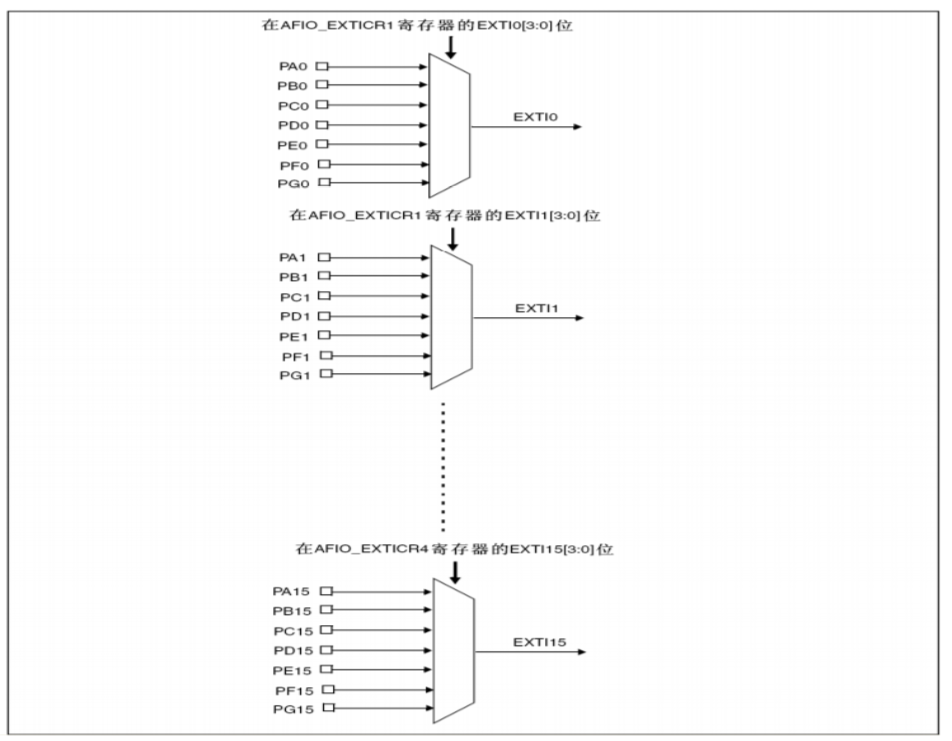 在AFIO_EXTICR1寄存器的EXTI0[3:0]位
PA0
PB0
PC0
PD0
EXTI0
PE0
PF0
PG0
在AFIO_EXTICR1寄存器的EXTI1[3:0]位
PA1
PB1
PC1
PD1
EXTI1
PE1
PF1
PG1
在AFIO_EXTICR4寄存器的EXTI15[3:0]位
PA15
PB15
PC15
PD15
EXTI15
PE15
PF15
PG15